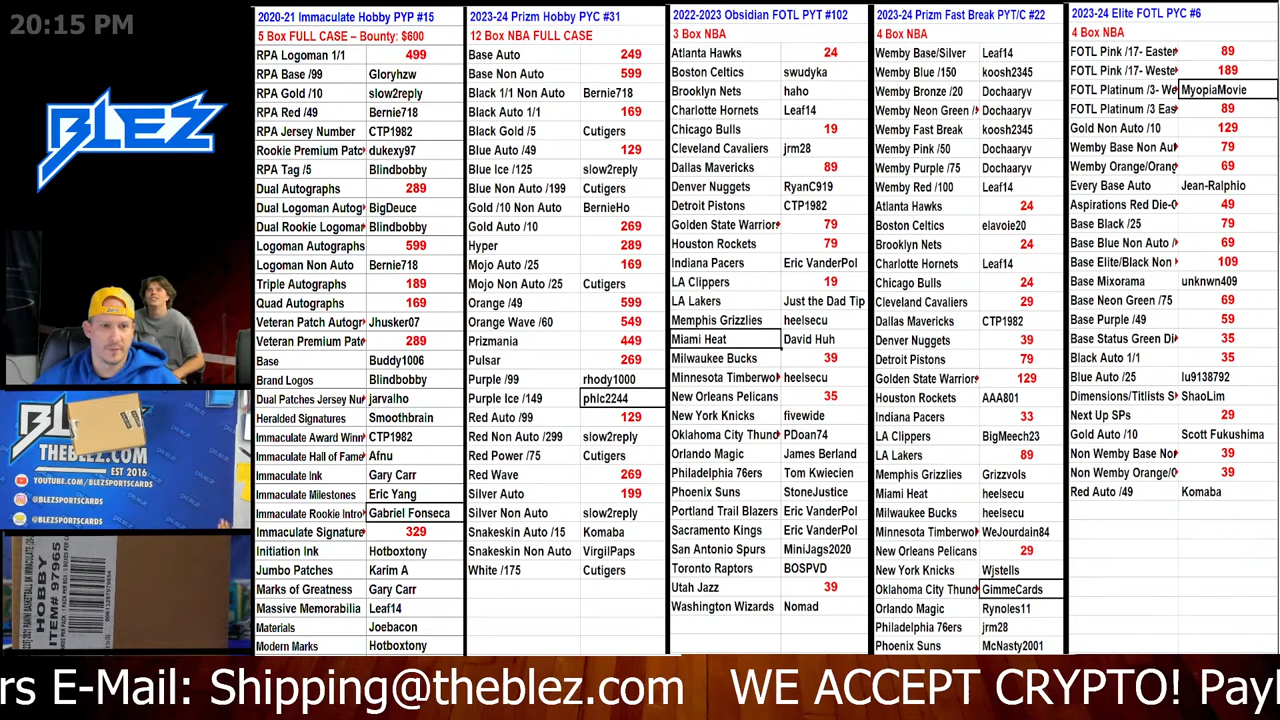 20:15 PM
BLEZ
BLEZ
THEBLEZ.COM
EST 2016
YOUTUBE.COM/BLEZSPORTSCARDS
@BLEZSPORTSCARDS
@BLEZSPORTSCARDS
HOBBY
ITEM# 97965
2020-21 Immaculate Hobby PYP #15
5 Box FULL CASE – Bounty: $600
RPA Logoman 1/1 499
RPA Base /99 Gloryhzw
RPA Gold /10 slow2reply
RPA Red /49 Bernie718
RPA Jersey Number CTP1982
Rookie Premium Patc dukexy97
RPA Tag /5 Blindbobby
Dual Autographs 289
Dual Logoman Autog BigDeuce
Dual Rookie Logoma Blindbobby
Logoman Autographs 599
Logoman Non Auto Bernie718
Triple Autographs 189
Quad Autographs 169
Veteran Patch Autogr Jhusker07
Veteran Premium Pat 289
Base Buddy1006
Brand Logos Blindbobby
Dual Patches Jersey Nu jarvalho
Heralded Signatures Smoothbrain
Immaculate Award Winn CTP1982
Immaculate Hall of Fame Afnu
Immaculate Ink Gary Carr
Immaculate Milestones Eric Yang
Immaculate Rookie Intro Gabriel Fonseca
Immaculate Signature 329
Initiation Ink Hotboxtony
Jumbo Patches Karim A
Marks of Greatness Gary Carr
Massive Memorabilia Leaf14
Materials Joebacon
Modern Marks Hotboxtony
2023-24 Prizm Hobby PYC #31
12 Box NBA FULL CASE
Base Auto 249
Base Non Auto 599
Black 1/1 Non Auto Bernie718
Black Auto 1/1 169
Black Gold /5 Cutigers
Blue Auto /49 129
Blue Ice /125 slow2reply
Blue Non Auto /199 Cutigers
Gold /10 Non Auto BernieHo
Gold Auto /10 269
Hyper 289
Mojo Auto /25 169
Mojo Non Auto /25 Cutigers
Orange /49 599
Orange Wave /60 549
Prizmania 449
Pulsar 269
Purple /99 rhody1000
Purple Ice /149 phlc2244
Red Auto /99 129
Red Non Auto /299 slow2reply
Red Power /75 Cutigers
Red Wave 269
Silver Auto 199
Silver Non Auto slow2reply
Snakeskin Auto /15 Komaba
Snakeskin Non Auto VirgilPaps
White /175 Cutigers
2022-2023 Obsidian FOTL PYT #102
3 Box NBA
Atlanta Hawks 24
Boston Celtics swudyka
Brooklyn Nets haho
Charlotte Hornets Leaf14
Chicago Bulls 19
Cleveland Cavaliers jrm28
Dallas Mavericks 89
Denver Nuggets RyanC919
Detroit Pistons CTP1982
Golden State Warrior 79
Houston Rockets 79
Indiana Pacers Eric VanderPol
LA Clippers 19
LA Lakers Just the Dad Tip
Memphis Grizzlies heelsecu
Miami Heat David Huh
Milwaukee Bucks 39
Minnesota Timberwo heelsecu
New Orleans Pelicans 35
New York Knicks fivewide
Oklahoma City Thund PDoan74
Orlando Magic James Berland
Philadelphia 76ers Tom Kwiecien
Phoenix Suns StoneJustice
Portland Trail Blazers Eric VanderPol
Sacramento Kings Eric VanderPol
San Antonio Spurs MiniJags2020
Toronto Raptors BOSPVD
Utah Jazz 39
Washington Wizards Nomad
2023-24 Prizm Fast Break PYT/C #22
4 Box NBA
Wemby Base/Silver Leaf14
Wemby Blue /150 koosh2345
Wemby Bronze /20 Dochaaryv
Wemby Neon Green / Dochaaryv
Wemby Fast Break koosh2345
Wemby Pink /50 Dochaaryv
Wemby Purple /75 Dochaaryv
Wemby Red /100 Leaf14
Atlanta Hawks 24
Boston Celtics elavoie20
Brooklyn Nets 24
Charlotte Hornets Leaf14
Chicago Bulls 24
Cleveland Cavaliers 29
Dallas Mavericks CTP1982
Denver Nuggets 39
Detroit Pistons 79
Golden State Warrior 129
Houston Rockets AAA801
Indiana Pacers 33
LA Clippers BigMeech23
LA Lakers 89
Memphis Grizzlies Grizzvols
Miami Heat heelsecu
Milwaukee Bucks heelsecu
Minnesota Timberwo WeJourdain84
New Orleans Pelicans 29
New York Knicks Wjstells
Oklahoma City Thund GimmeCards
Orlando Magic Rynoles11
Philadelphia 76ers jrm28
Phoenix Suns McNasty2001
2023-24 Elite FOTL PYC #6
4 Box NBA
FOTL Pink /17- Easter 89
FOTL Pink /17- Weste 189
FOTL Platinum /3- We MyopiaMovie
FOTL Platinum /3 Eas 89
Gold Non Auto /10 129
Wemby Base Non Au 79
Wemby Orange/Orang 69
Every Base Auto Jean-Ralphio
Aspirations Red Die-C 49
Base Black /25 79
Base Blue Non Auto / 69
Base Elite/Black Non 109
Base Mixorama unknwn409
Base Neon Green /75 69
Base Purple /49 59
Base Status Green Di 35
Black Auto 1/1 35
Blue Auto /25 lu9138792
Dimensions/Titlists S ShaoLim
Next Up SPs 29
Gold Auto /10 Scott Fukushima
Non Wemby Base Nor 39
Non Wemby Orange/O 39
Red Auto /49 Komaba
rs E-Mail: Shipping@theblez.com WE ACCEPT CRYPTO! Pay